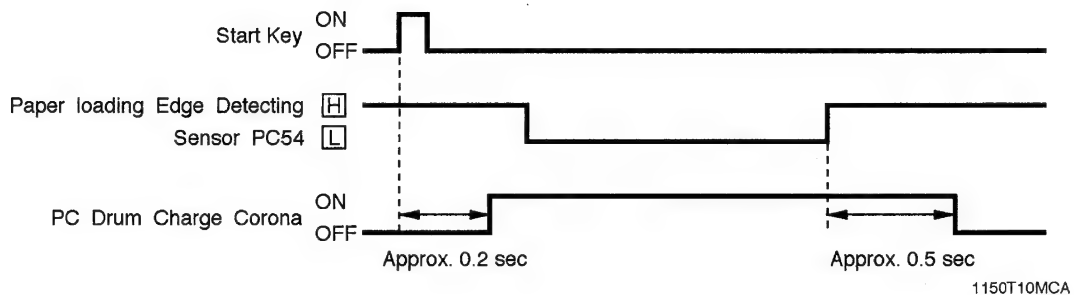 ON
Start Key
OFF
Paper loading Edge Detecting H
Sensor PC54 L
ON
PC Drum Charge Corona
OFF
Approx. 0.2 sec Approx. 0.5 sec
1150T10MCA